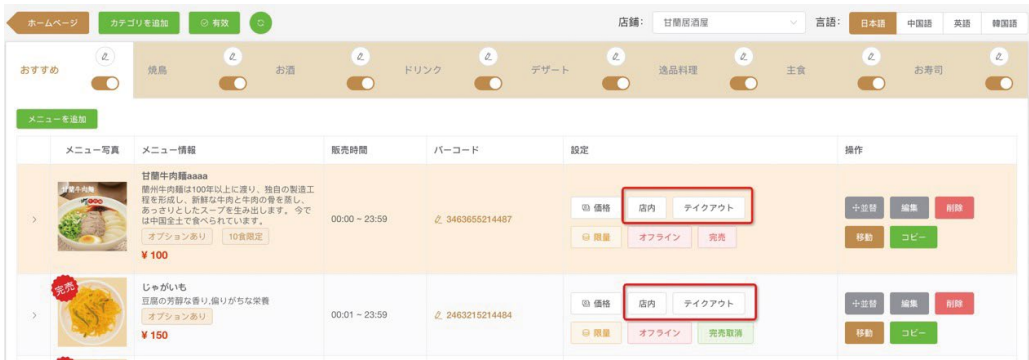 ホームページ カテゴリを追加 有効 店鋪： 甘蘭居酒屋 言語： 日本語 中国語 英語 韓国語
おすすめ 焼鳥 お酒 ドリンク デザート 逸品料理 主食 お寿司
メニューを追加
メニュー写真 メニュー情報 販売時間 バーコード 設定 操作
甘蘭牛肉麺
甘蘭牛肉麺aaaa
蘭州牛肉麺は100年以上に渡り、独自の製造工
程を形成し、新鮮な牛肉と牛肉の骨を蒸し、
あっさりとしたスープを生み出します。 今で
は中国全土で食べられています。
オプションあり 10食限定
¥ 100
00:00 ~ 23:59
3463655214487
価格 店内 テイクアウト
限量 オフライン 完売
並替 編集 削除
移動 コピー
完売
じゃがいも
豆腐の芳醇な香り,偏りがちな栄養
オプションあり
¥ 150
00:01 ~ 23:59
2463215214484
価格 店内 テイクアウト
限量 オフライン 完売取消
並替 編集 削除
移動 コピー